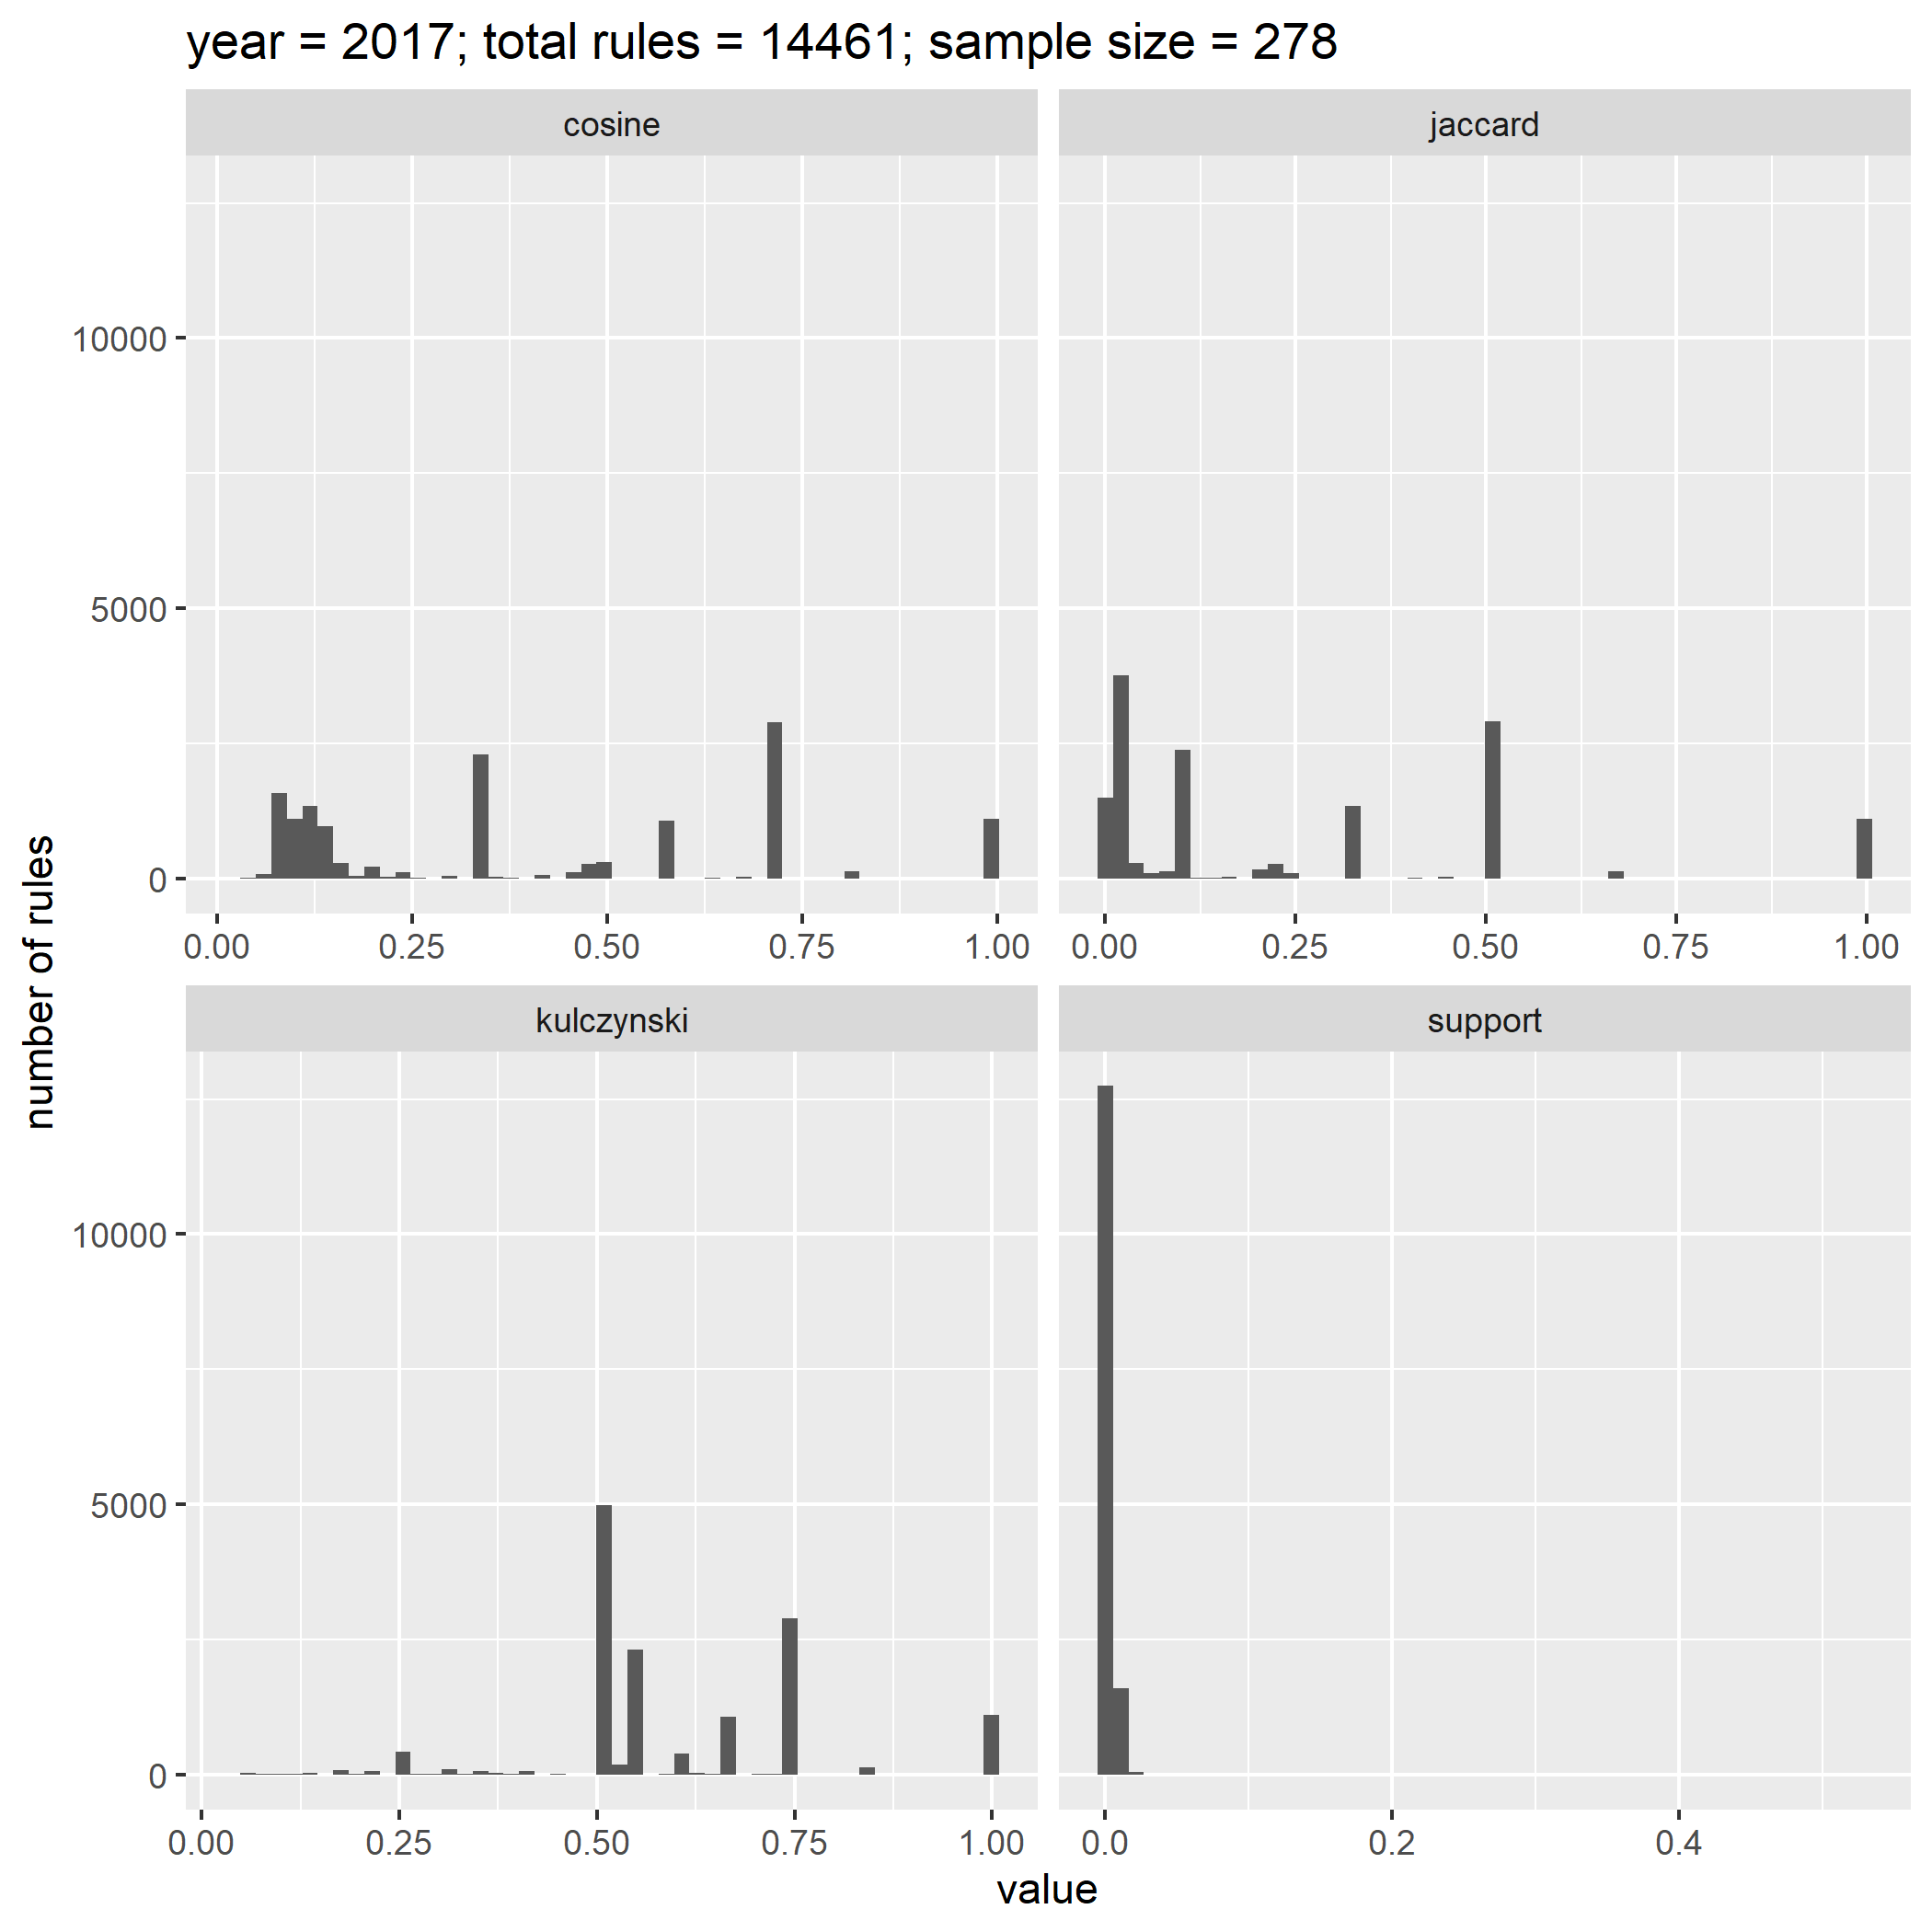 year = 2017; total rules = 14461; sample size = 278
cosine
jaccard
10000
5000
0
0.00 0.25 0.50 0.75 1.00
0.00 0.25 0.50 0.75 1.00
number of rules
kulczynski
support
10000
5000
0
0.00 0.25 0.50 0.75 1.00
0.0 0.2 0.4
value